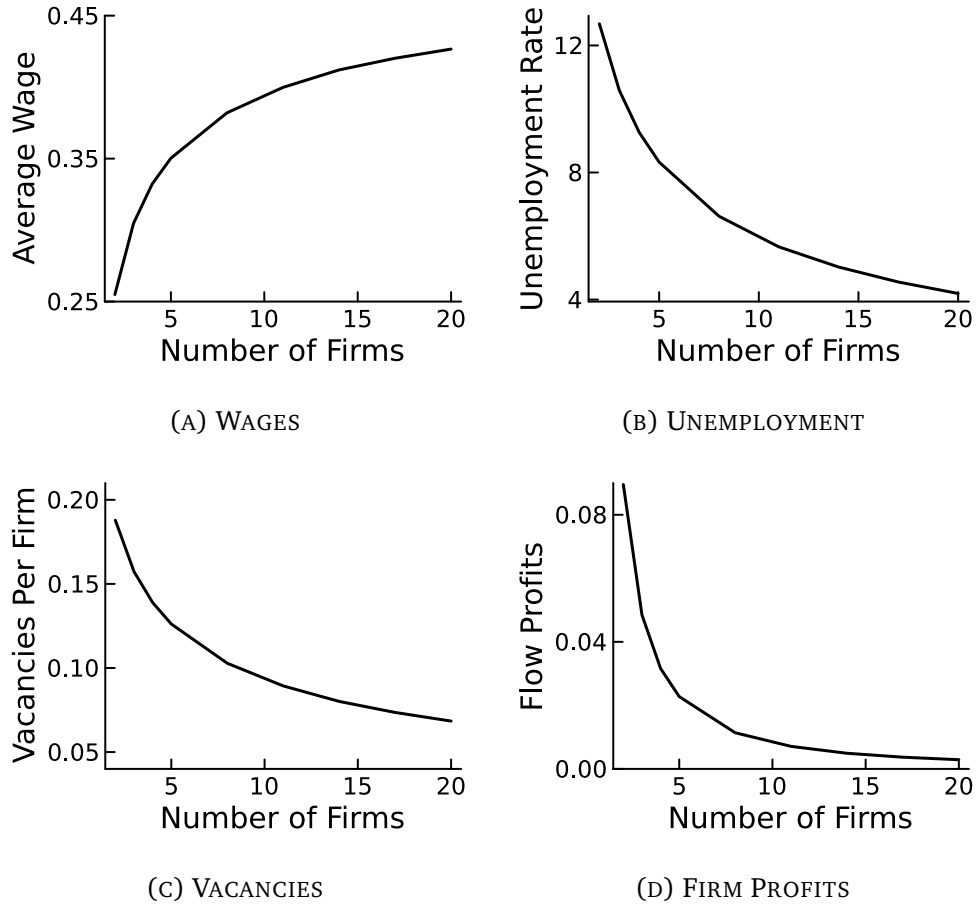 Average Wage
0.45
0.35
0.25
5 10 15 20
Number of Firms
(A) WAGES
Unemployment Rate
12
8
4
5 10 15 20
Number of Firms
(B) UNEMPLOYMENT
Vacancies Per Firm
0.20
0.15
0.10
0.05
5 10 15 20
Number of Firms
(C) VACANCIES
Flow Profits
0.08
0.04
0.00
5 10 15 20
Number of Firms
(D) FIRM PROFITS